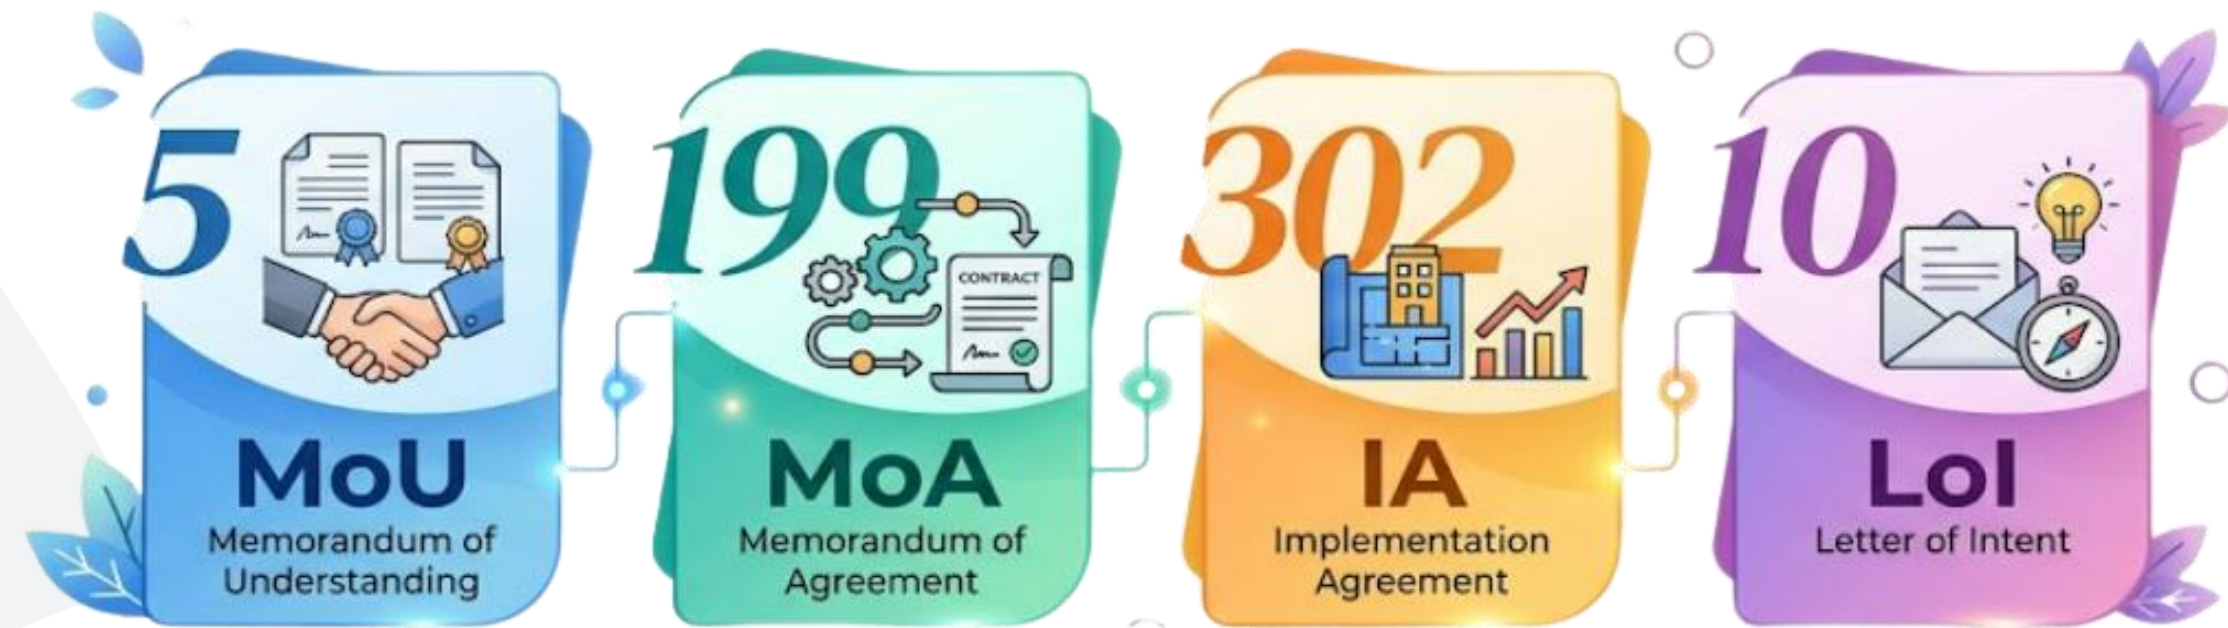 5
MoU
Memorandum of
Understanding
199
CONTRACT
MoA
Memorandum of
Agreement
302
IA
Implementation
Agreement
10
LoI
Letter of Intent